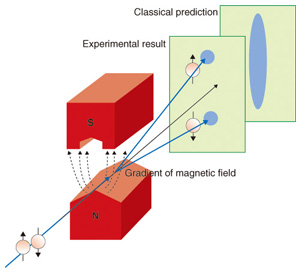 Classical prediction
Experimental result
S
Gradient of magnetic field
N